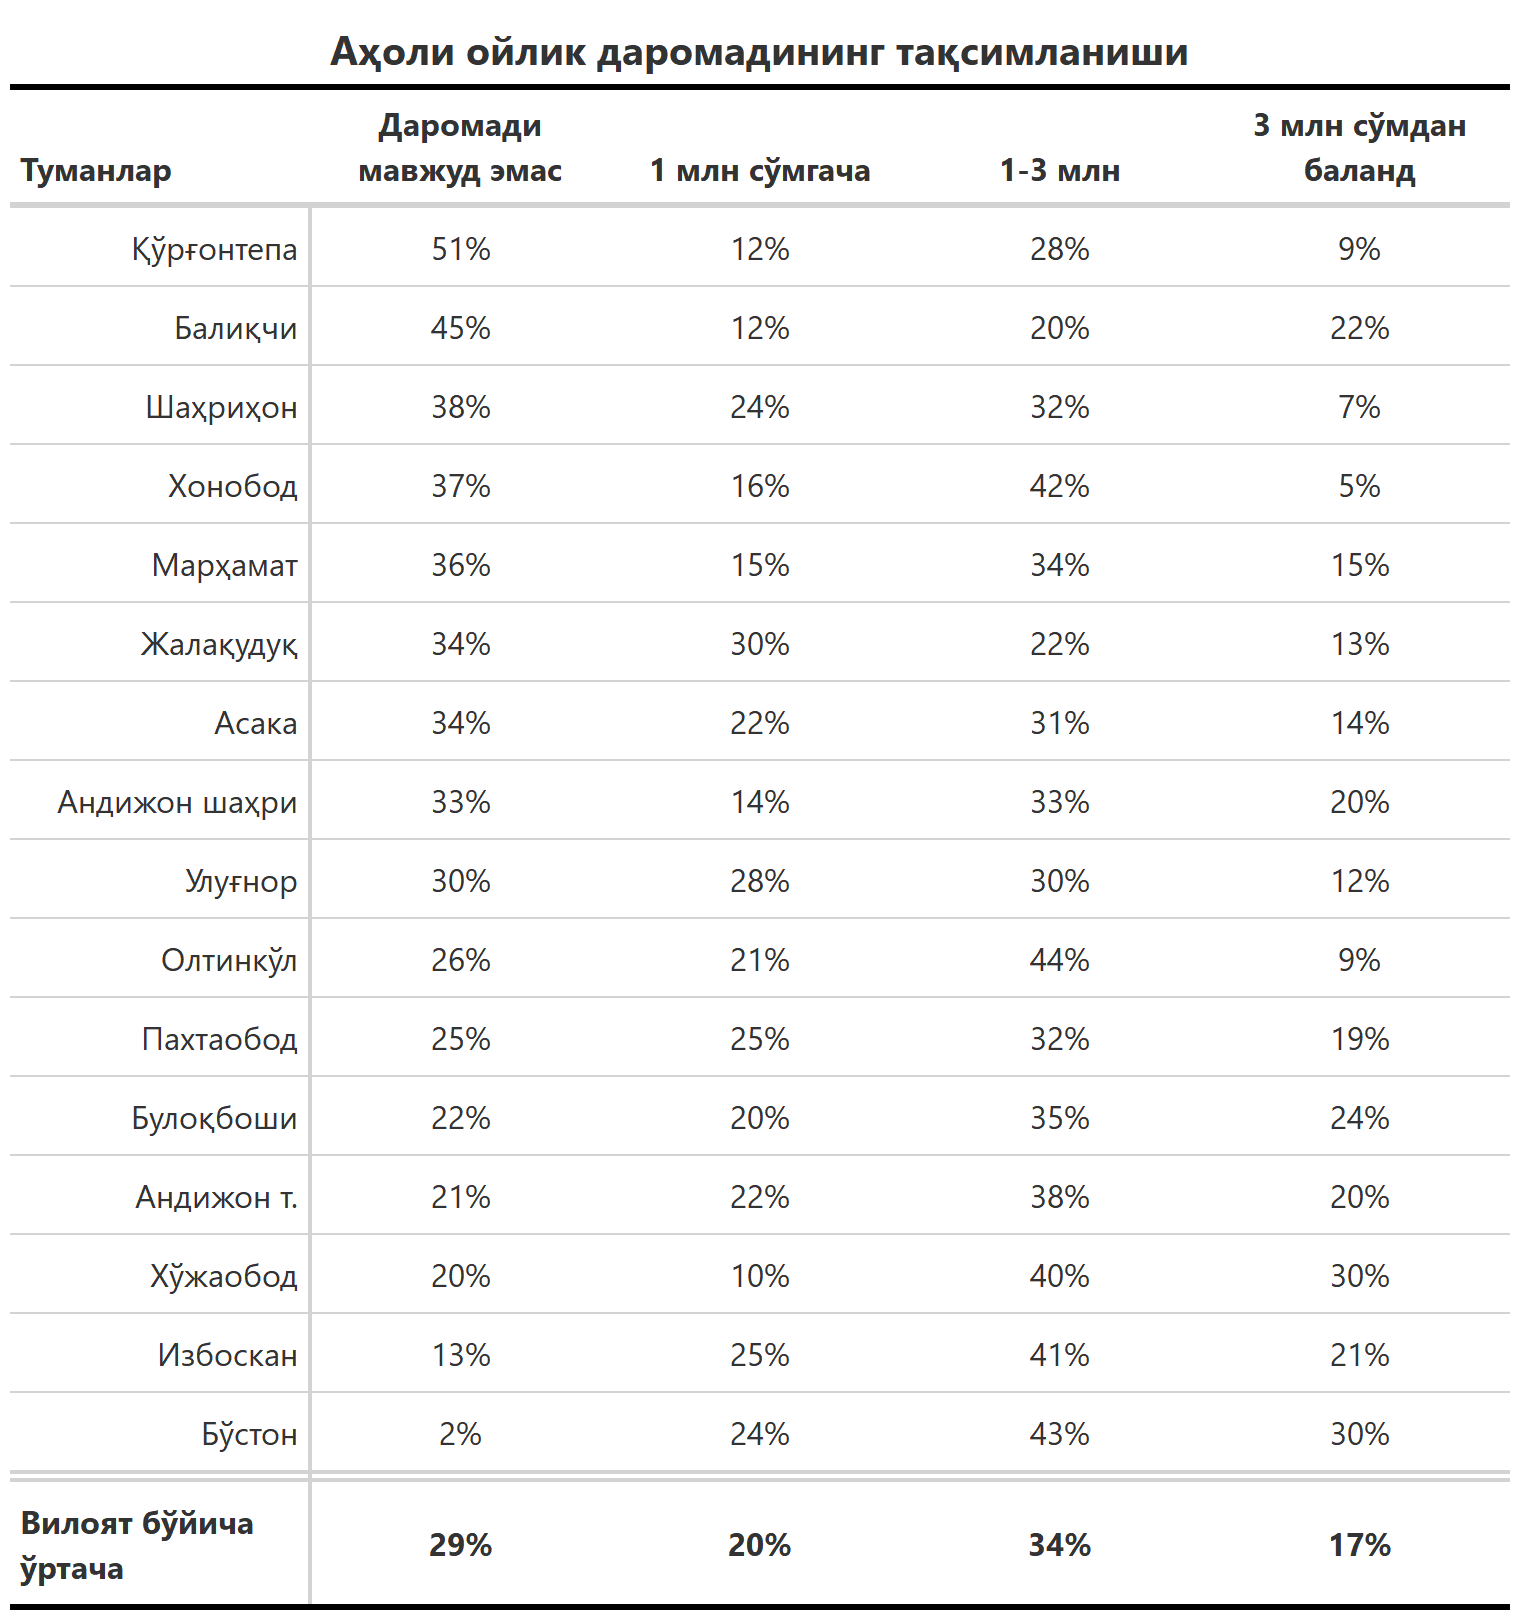 Аҳоли ойлик даромадининг тақсимланиши
Туманлар Даромади мавжуд эмас 1 млн сўмгача 1-3 млн 3 млн сўмдан баланд
Қўрғонтепа 51% 12% 28% 9%
Балиқчи 45% 12% 20% 22%
Шаҳриҳон 38% 24% 32% 7%
Хонобод 37% 16% 42% 5%
Марҳамат 36% 15% 34% 15%
Жалақудуқ 34% 30% 22% 13%
Асака 34% 22% 31% 14%
Андижон шаҳри 33% 14% 33% 20%
Улуғнор 30% 28% 30% 12%
Олтинкўл 26% 21% 44% 9%
Пахтаобод 25% 25% 32% 19%
Булоқбоши 22% 20% 35% 24%
Андижон т. 21% 22% 38% 20%
Хўжаобод 20% 10% 40% 30%
Избоскан 13% 25% 41% 21%
Бўстон 2% 24% 43% 30%
Вилоят бўйича ўртача 29% 20% 34% 17%